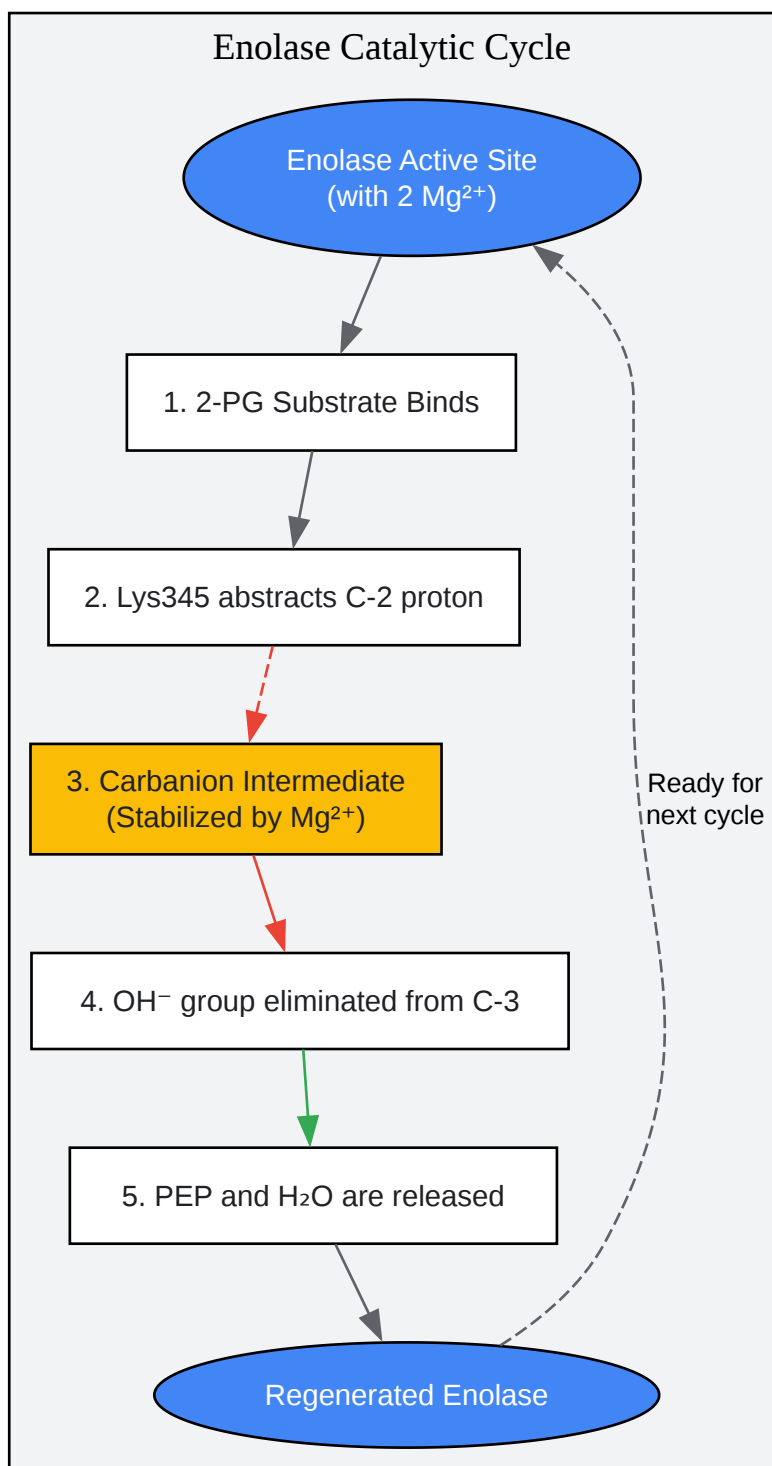 Enolase Catalytic Cycle
Enolase Active Site
(with 2 Mg²⁺)
1. 2-PG Substrate Binds
2. Lys345 abstracts C-2 proton
3. Carbanion Intermediate
(Stabilized by Mg²⁺)
Ready for
next cycle
4. OH⁻ group eliminated from C-3
5. PEP and H₂O are released
Regenerated Enolase